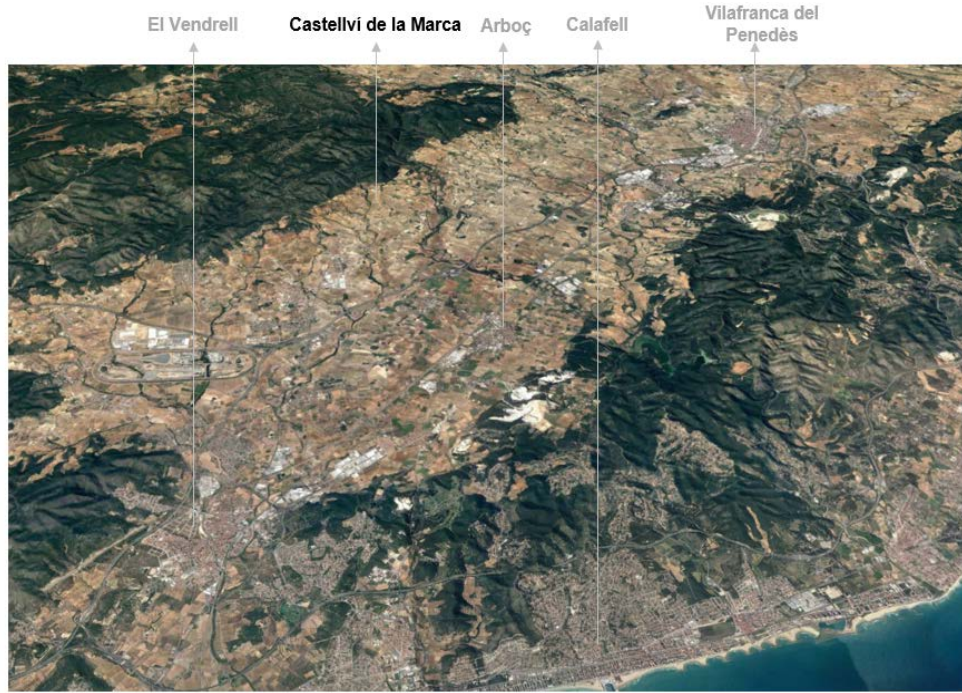 El Vendrell
Castellví de la Marca
Arboç
Calafell
Vilafranca del
Penedès